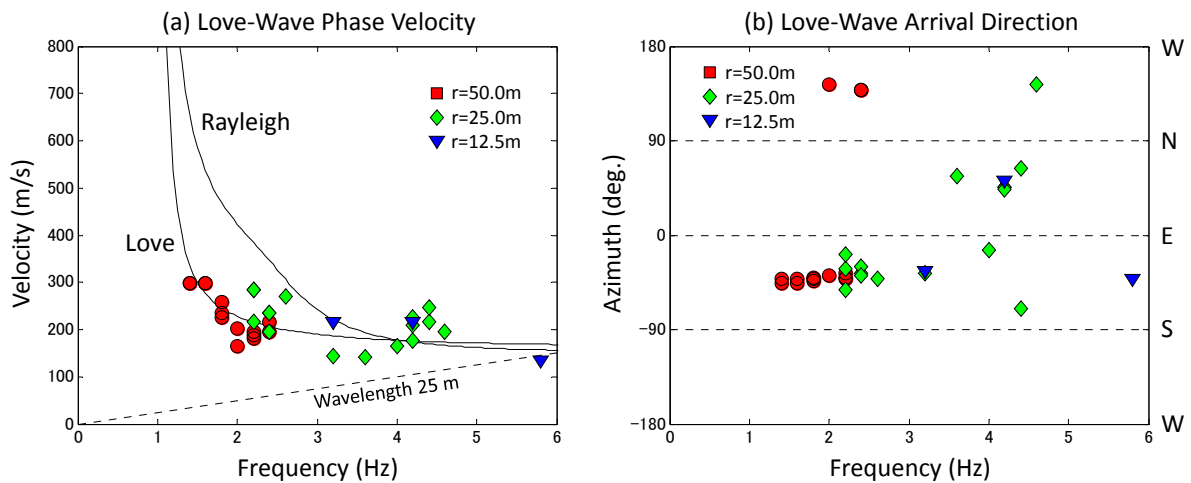 (a) Love-Wave Phase Velocity
800
700
600
500
400
300
200
100
0
Velocity (m/s)
r=50.0m
r=25.0m
r=12.5m
Rayleigh
Love
Wavelength 25 m
0 1 2 3 4 5 6
Frequency (Hz)
(b) Love-Wave Arrival Direction
180
90
0
−90
−180
Azimuth (deg.)
r=50.0m
r=25.0m
r=12.5m
W
N
E
S
W
0 1 2 3 4 5 6
Frequency (Hz)